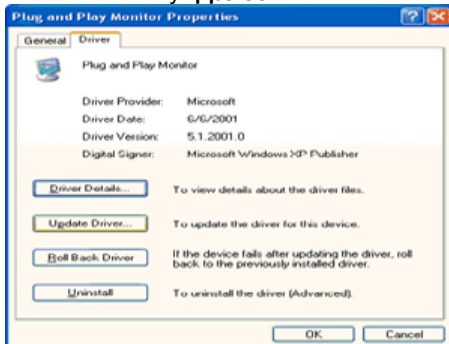 Plug and Play Monitor Properties
General Driver
Plug and Play Monitor
Driver Provider: Microsoft
Driver Date: 6/6/2001
Driver Version: 5.1.2001.0
Digital Signer: Microsoft Windows XP Publisher
Driver Details... To view details about the driver files.
Update Driver... To update the driver for this device.
Roll Back Driver If the device fails after updating the driver, roll
back to the previously installed driver.
Uninstall To uninstall the driver (Advanced).
OK Cancel